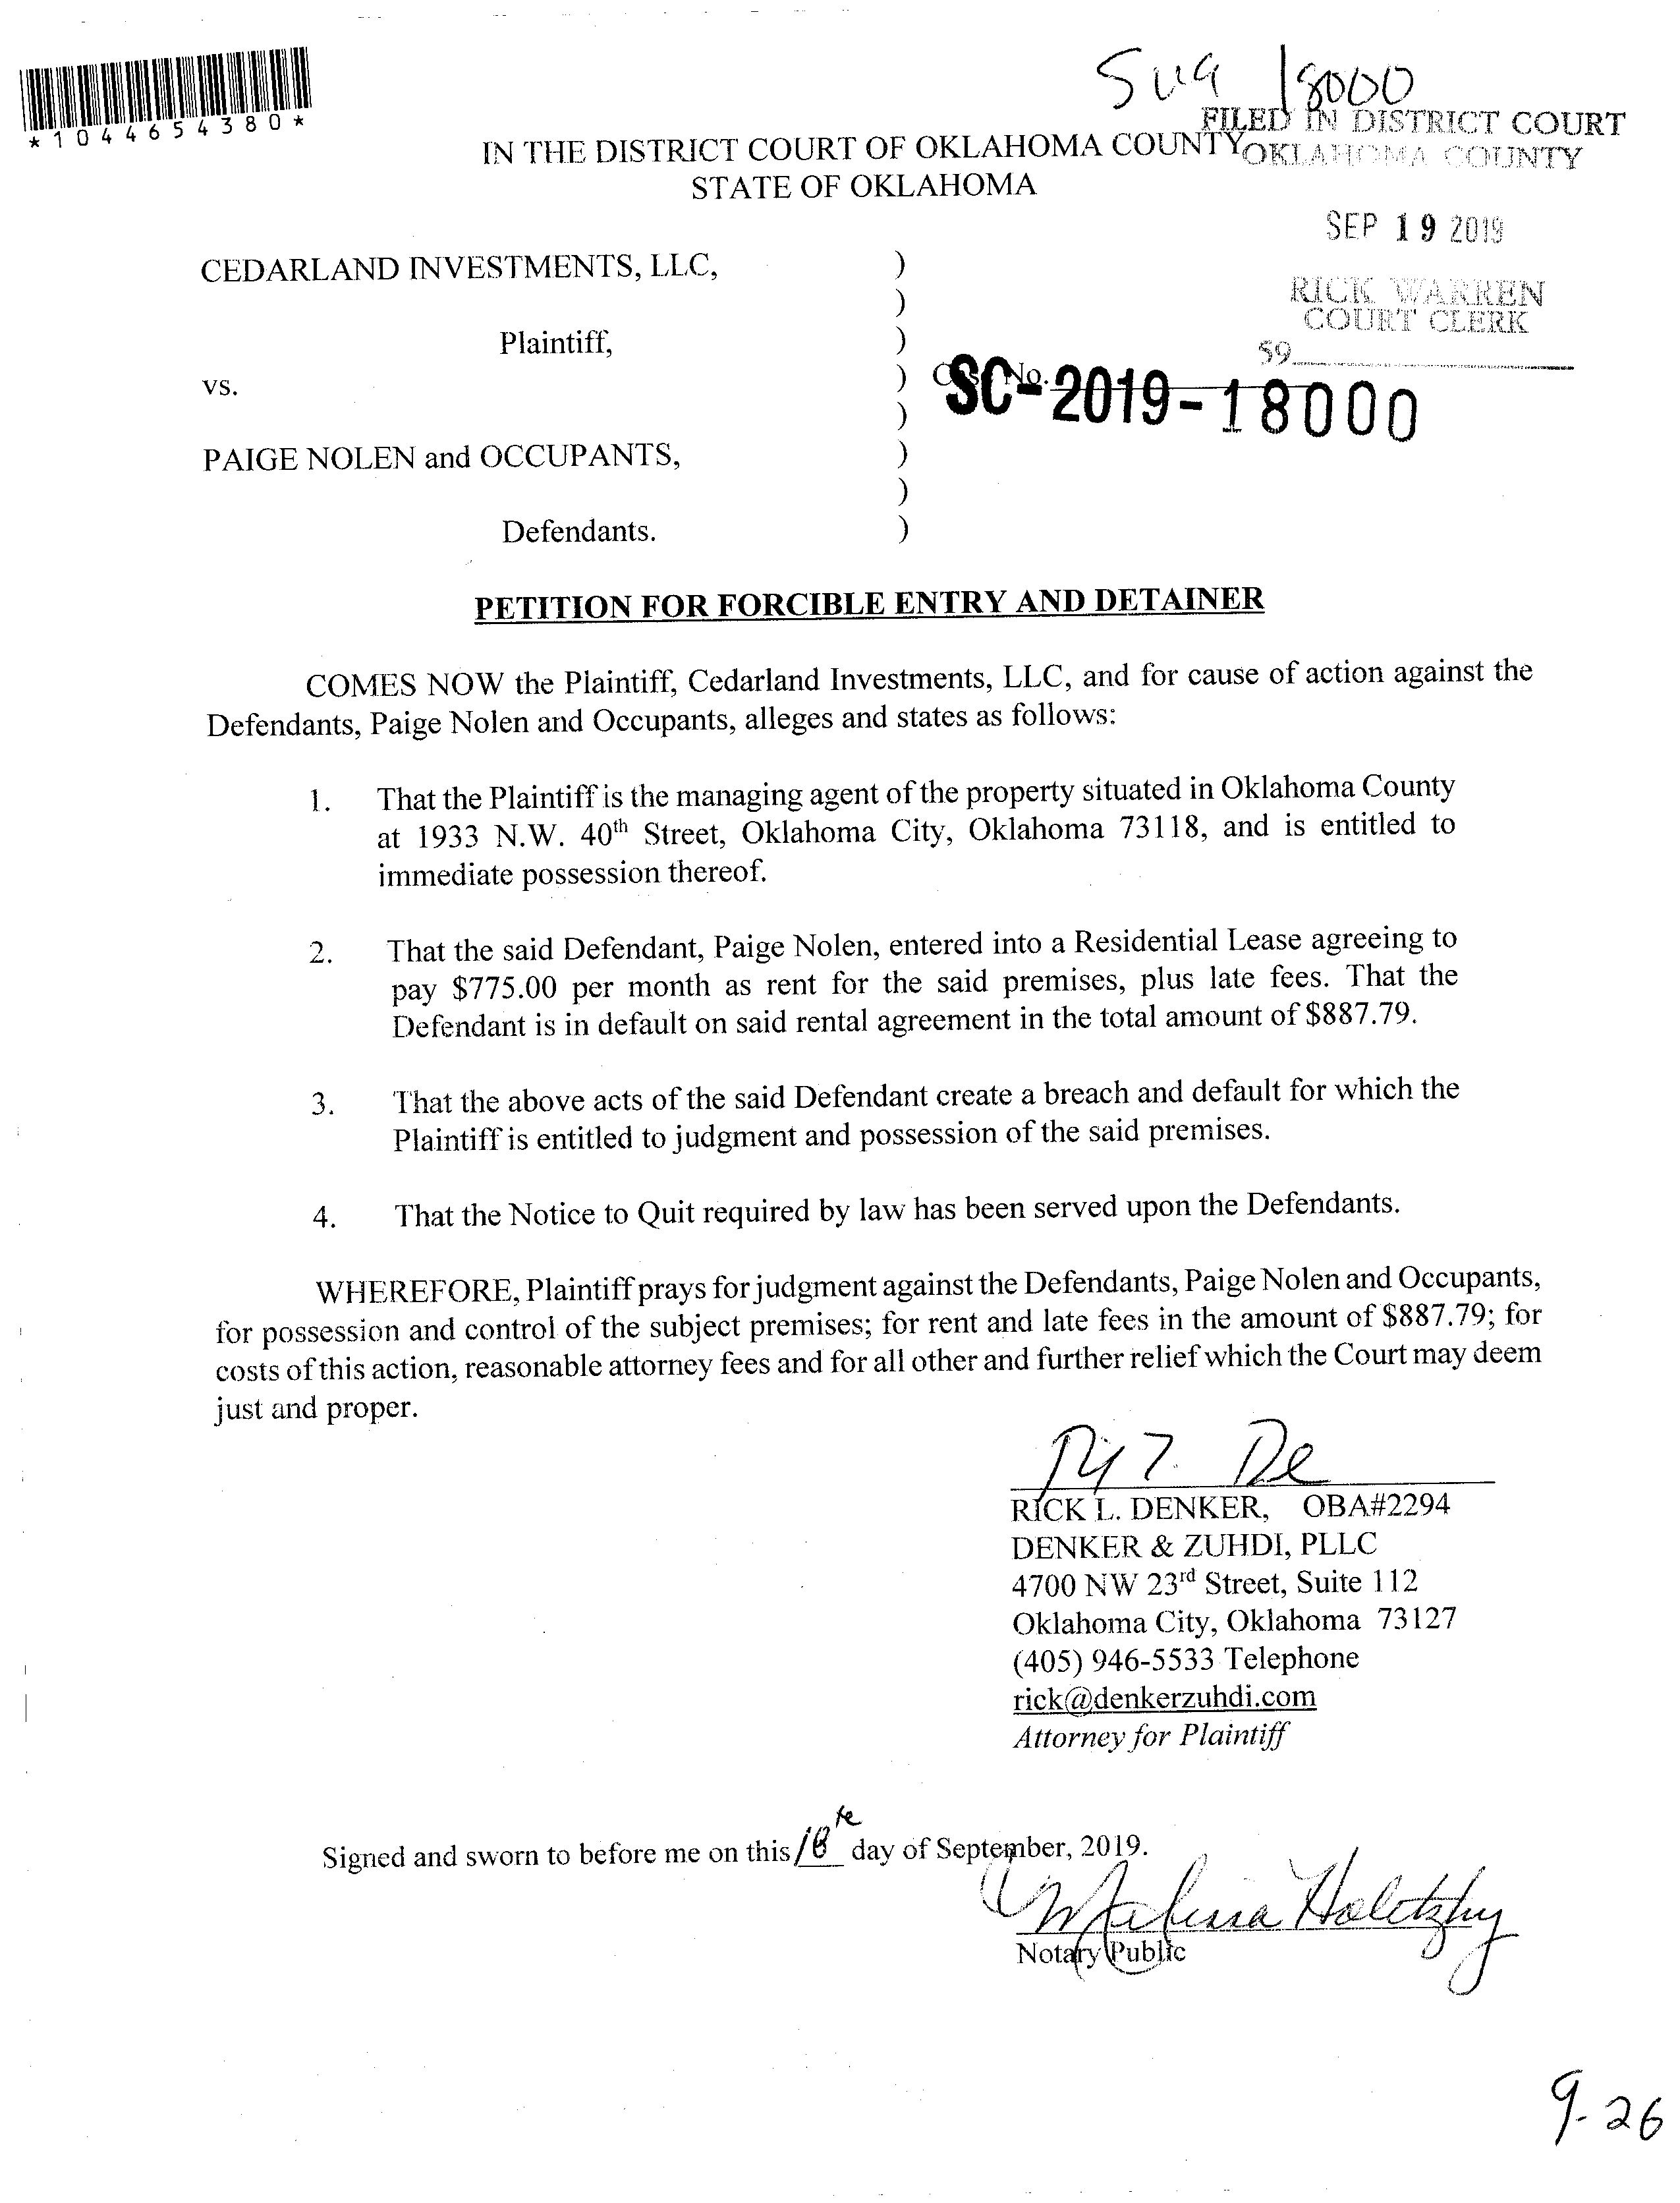 Sug 18000
*1044654380*
FILED IN DISTRICT COURT
OKLAHOMA COUNTY
IN THE DISTRICT COURT OF OKLAHOMA COUNTY
STATE OF OKLAHOMA
SEP 19 2019
RICK WARREN
COURT CLERK
59
CEDARLAND INVESTMENTS, LLC, )
)
Plaintiff, )
vs. ) No. SC-2019-18000
)
PAIGE NOLEN and OCCUPANTS, )
)
Defendants. )
PETITION FOR FORCIBLE ENTRY AND DETAINER
COMES NOW the Plaintiff, Cedarland Investments, LLC, and for cause of action against the
Defendants, Paige Nolen and Occupants, alleges and states as follows:
1. That the Plaintiff is the managing agent of the property situated in Oklahoma County
at 1933 N.W. 40th Street, Oklahoma City, Oklahoma 73118, and is entitled to
immediate possession thereof.
2. That the said Defendant, Paige Nolen, entered into a Residential Lease agreeing to
pay $775.00 per month as rent for the said premises, plus late fees. That the
Defendant is in default on said rental agreement in the total amount of $887.79.
3. That the above acts of the said Defendant create a breach and default for which the
Plaintiff is entitled to judgment and possession of the said premises.
4. That the Notice to Quit required by law has been served upon the Defendants.
WHEREFORE, Plaintiff prays for judgment against the Defendants, Paige Nolen and Occupants,
for possession and control of the subject premises; for rent and late fees in the amount of $887.79; for
costs of this action, reasonable attorney fees and for all other and further relief which the Court may deem
just and proper.
RICK L. DENKER, OBA#2294
DENKER & ZUHDI, PLLC
4700 NW 23rd Street, Suite 112
Oklahoma City, Oklahoma 73127
(405) 946-5533 Telephone
rick@denkerzuhdi.com
Attorney for Plaintiff
Signed and sworn to before me on this 18th day of September, 2019.
Melissa
Notary Public
9-26